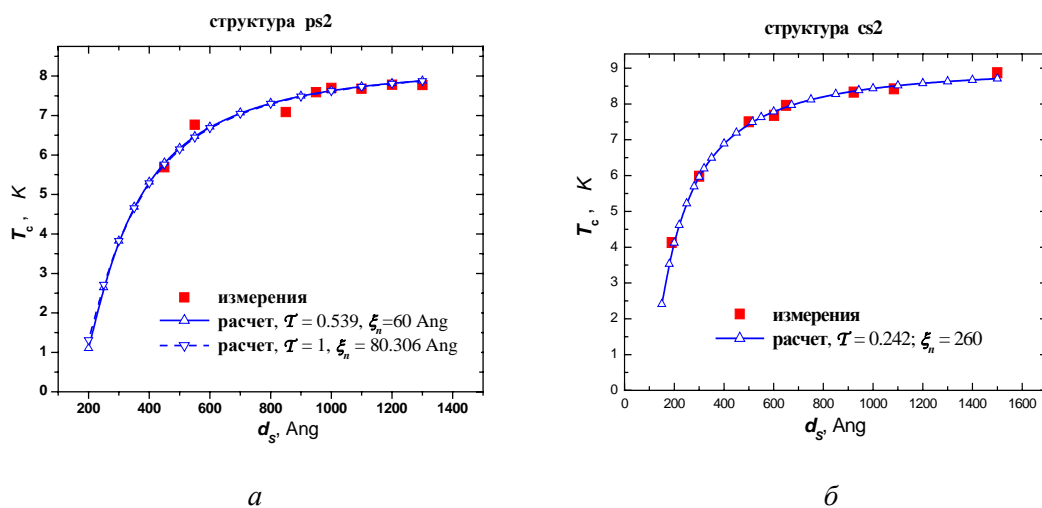 структура ps2
T_c, K
9
8
7
6
5
4
3
2
1
0
измерения
расчет, T = 0.539, ξ_n=60 Ang
расчет, T = 1, ξ_n = 80.306 Ang
200 400 600 800 1000 1200 1400
d_S, Ang
а
структура cs2
T_c, K
9
8
7
6
5
4
3
2
1
0
измерения
расчет, T = 0.242; ξ_n = 260
0 200 400 600 800 1000 1200 1400 1600
d_S, Ang
б